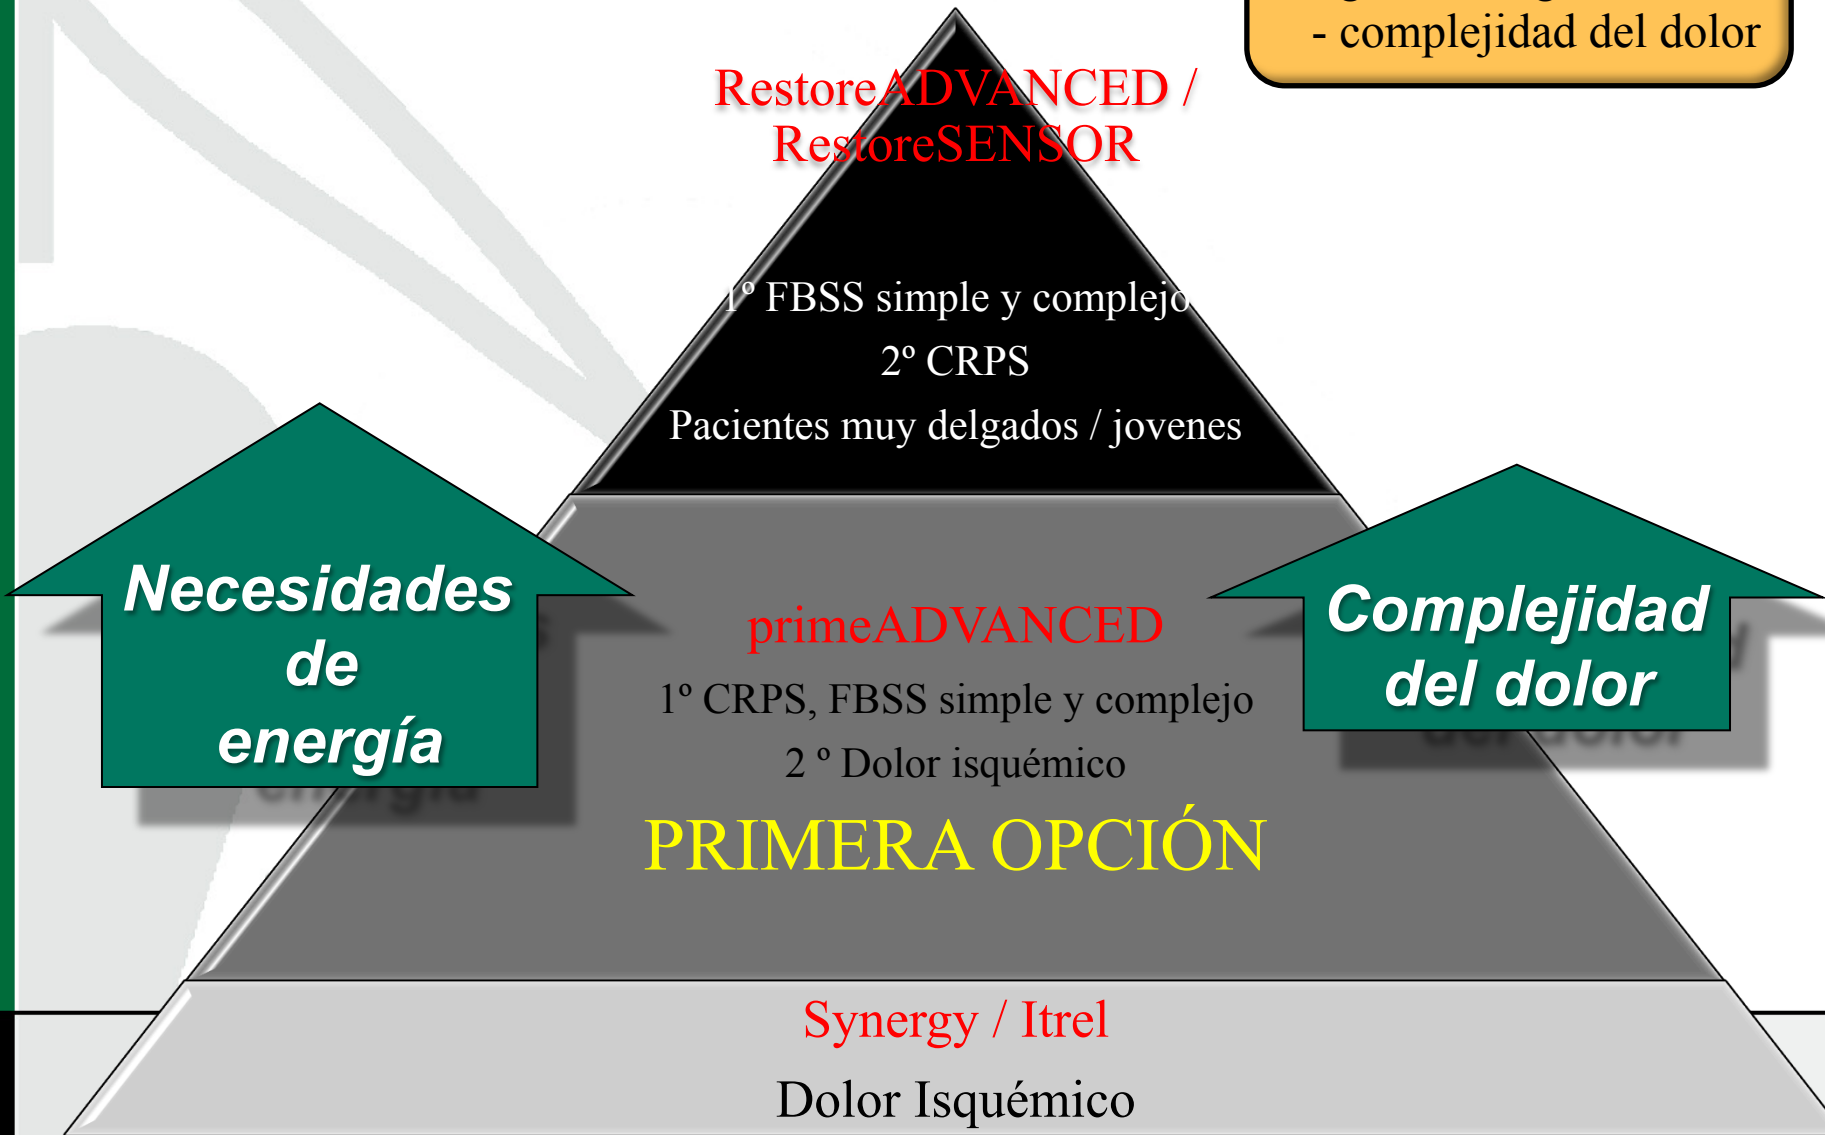 - complejidad del dolor
RestoreADVANCED /
RestoreSENSOR
1º FBSS simple y complejo
2º CRPS
Pacientes muy delgados / jovenes
Necesidades
de
energía
Complejidad
del dolor
primeADVANCED
1º CRPS, FBSS simple y complejo
2 º Dolor isquémico
PRIMERA OPCIÓN
Synergy / Itrel
Dolor Isquémico